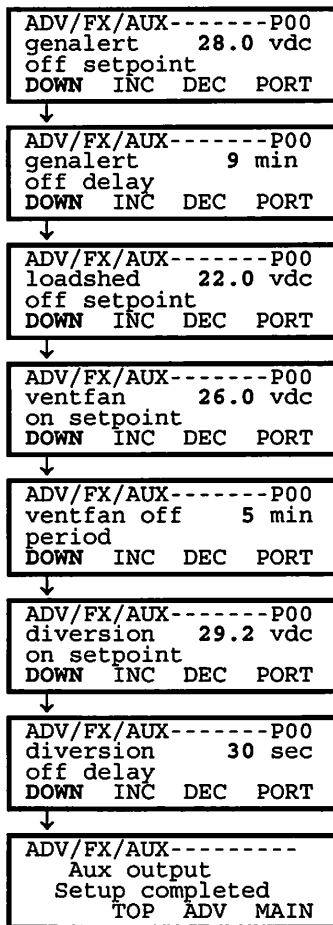 ADV/FX/AUX-------P00
genalert 28.0 vdc
off setpoint
DOWN INC DEC PORT
ADV/FX/AUX-------P00
genalert 9 min
off delay
DOWN INC DEC PORT
ADV/FX/AUX-------P00
loadshed 22.0 vdc
off setpoint
DOWN INC DEC PORT
ADV/FX/AUX-------P00
ventfan 26.0 vdc
on setpoint
DOWN INC DEC PORT
ADV/FX/AUX-------P00
ventfan off 5 min
period
DOWN INC DEC PORT
ADV/FX/AUX-------P00
diversion 29.2 vdc
on setpoint
DOWN INC DEC PORT
ADV/FX/AUX-------P00
diversion 30 sec
off delay
DOWN INC DEC PORT
ADV/FX/AUX----------
Aux output
Setup completed
TOP ADV MAIN